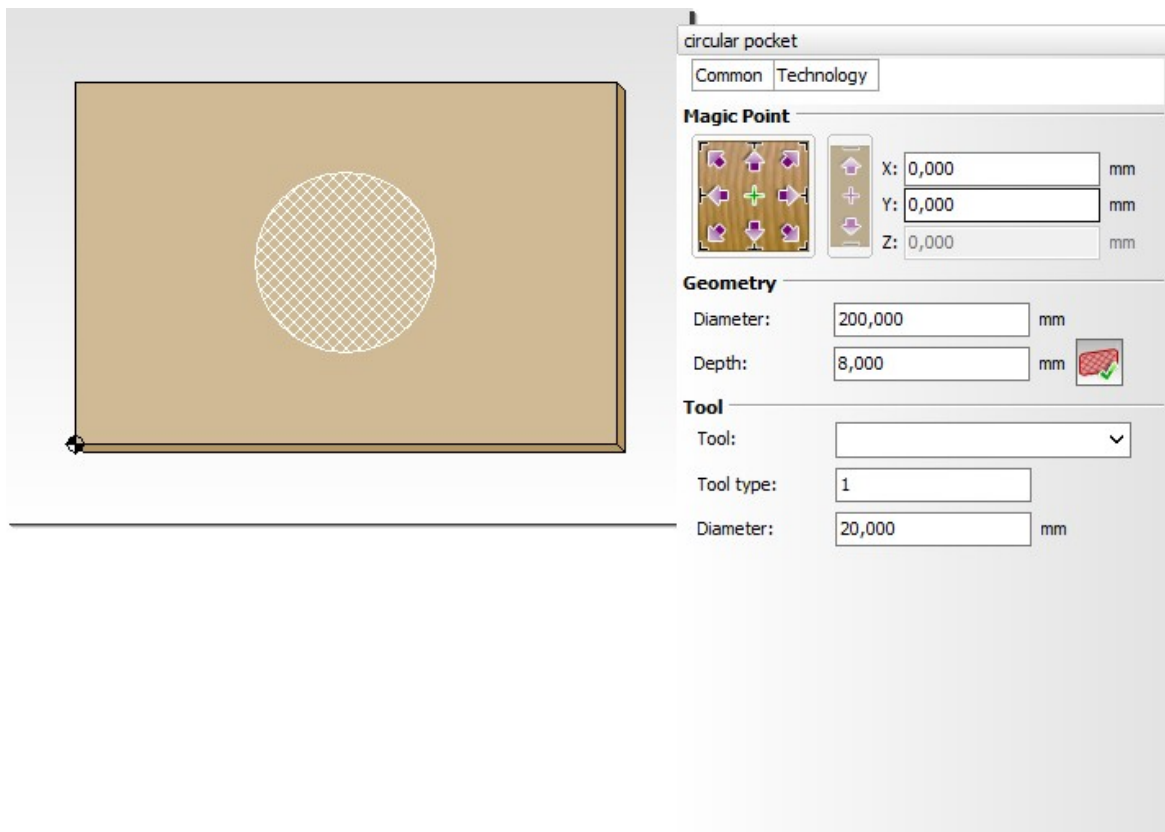 circular pocket
Common Technology
Magic Point
X: 0,000 mm
Y: 0,000 mm
Z: 0,000 mm
Geometry
Diameter: 200,000 mm
Depth: 8,000 mm
Tool
Tool:
Tool type: 1
Diameter: 20,000 mm